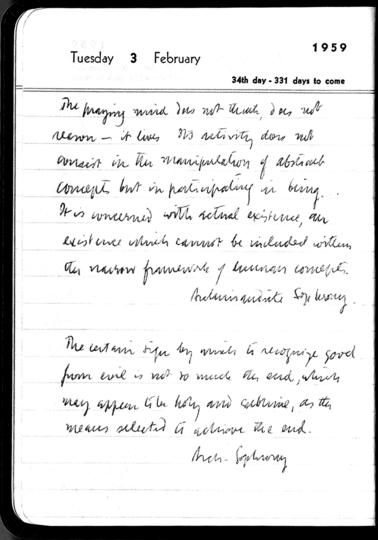 1959
Tuesday 3 February
34th day - 331 days to come
The praying mind does not think, does not
reason — it lives Its activity does not
consist in the manipulation of abstract
concepts but in participating in being.
It is concerned with actual existence, an
existence which cannot be included within
the narrow framework of human concepts.
Archimandrite Sophrony.
The certain sign by which to recognize good
from evil is not so much the end, which
may appear to be holy and sublime, as the
means selected to achieve the end.
Arch. Sophrony